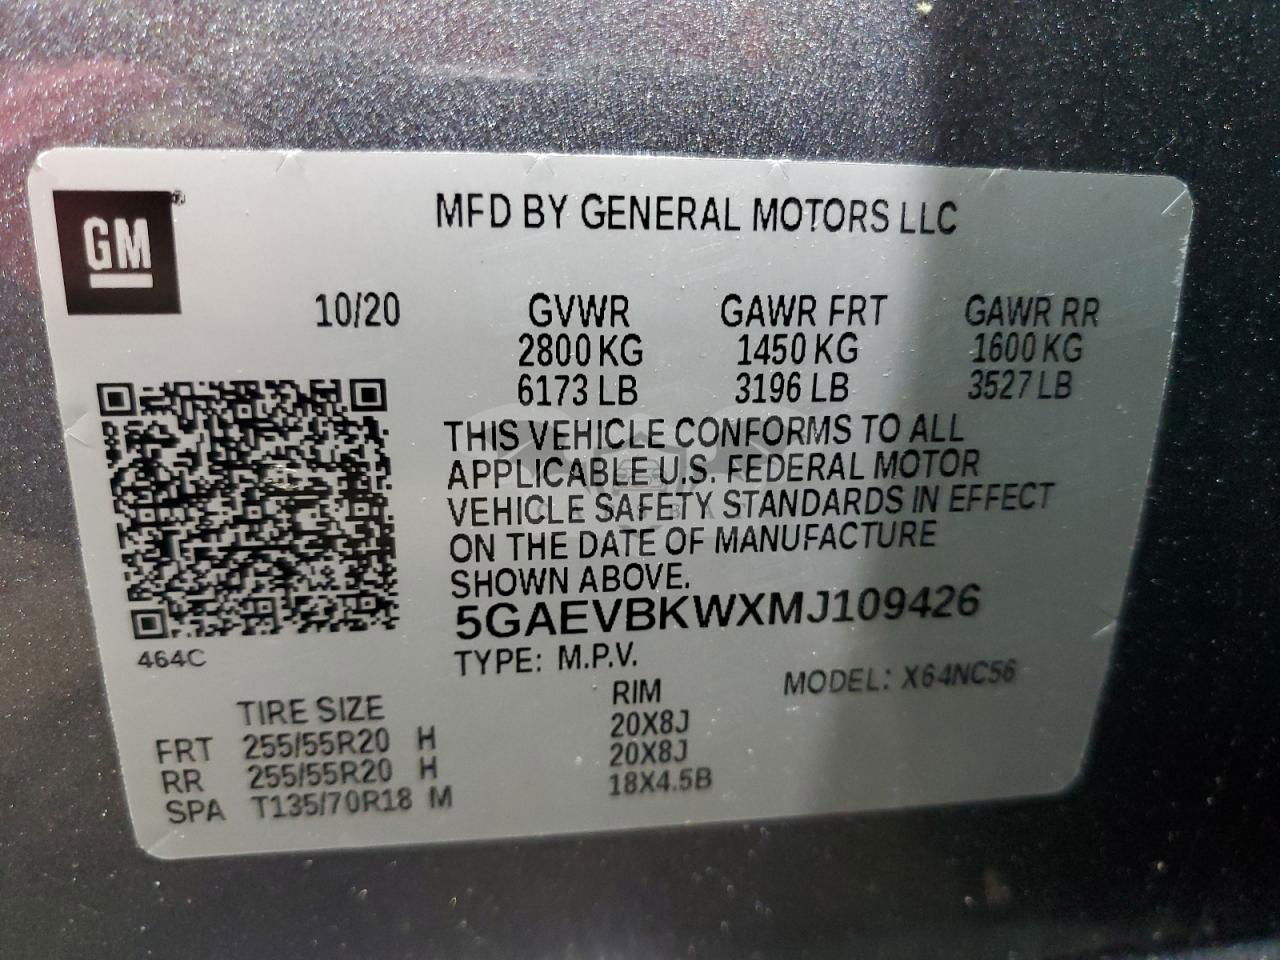 GM
MFD BY GENERAL MOTORS LLC
10/20 GVWR GAWR FRT GAWR RR
2800 KG 1450 KG 1600 KG
6173 LB 3196 LB 3527 LB
THIS VEHICLE CONFORMS TO ALL
APPLICABLE U.S. FEDERAL MOTOR
VEHICLE SAFETY STANDARDS IN EFFECT
ON THE DATE OF MANUFACTURE
SHOWN ABOVE.
5GAEVBKWXMJ109426
464C
TYPE: M.P.V. MODEL: X64NC56
TIRE SIZE RIM
FRT 255/55R20 H 20X8J
RR 255/55R20 H 20X8J
SPA T135/70R18 M 18X4.5B